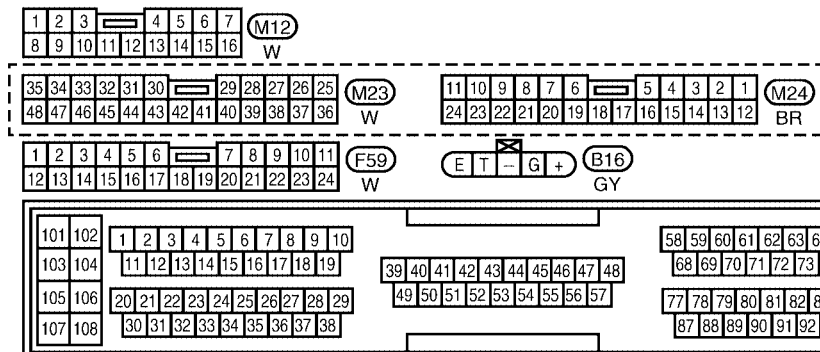 1 2 3 4 5 6 7 M12
8 9 10 11 12 13 14 15 16 W
35 34 33 32 31 30 29 28 27 26 25 M23
48 47 46 45 44 43 42 41 40 39 38 37 36 W
11 10 9 8 7 6 5 4 3 2 1 M24
24 23 22 21 20 19 18 17 16 15 14 13 12 BR
1 2 3 4 5 6 7 8 9 10 11 F59
12 13 14 15 16 17 18 19 20 21 22 23 24 W
E T − G + B16
GY
101 102
103 104
105 106
107 108
1 2 3 4 5 6 7 8 9 10
11 12 13 14 15 16 17 18 19
20 21 22 23 24 25 26 27 28 29
30 31 32 33 34 35 36 37 38
39 40 41 42 43 44 45 46 47 48
49 50 51 52 53 54 55 56 57
58 59 60 61 62 63
68 69 70 71 72 73
77 78 79 80 81 82
87 88 89 90 91 92